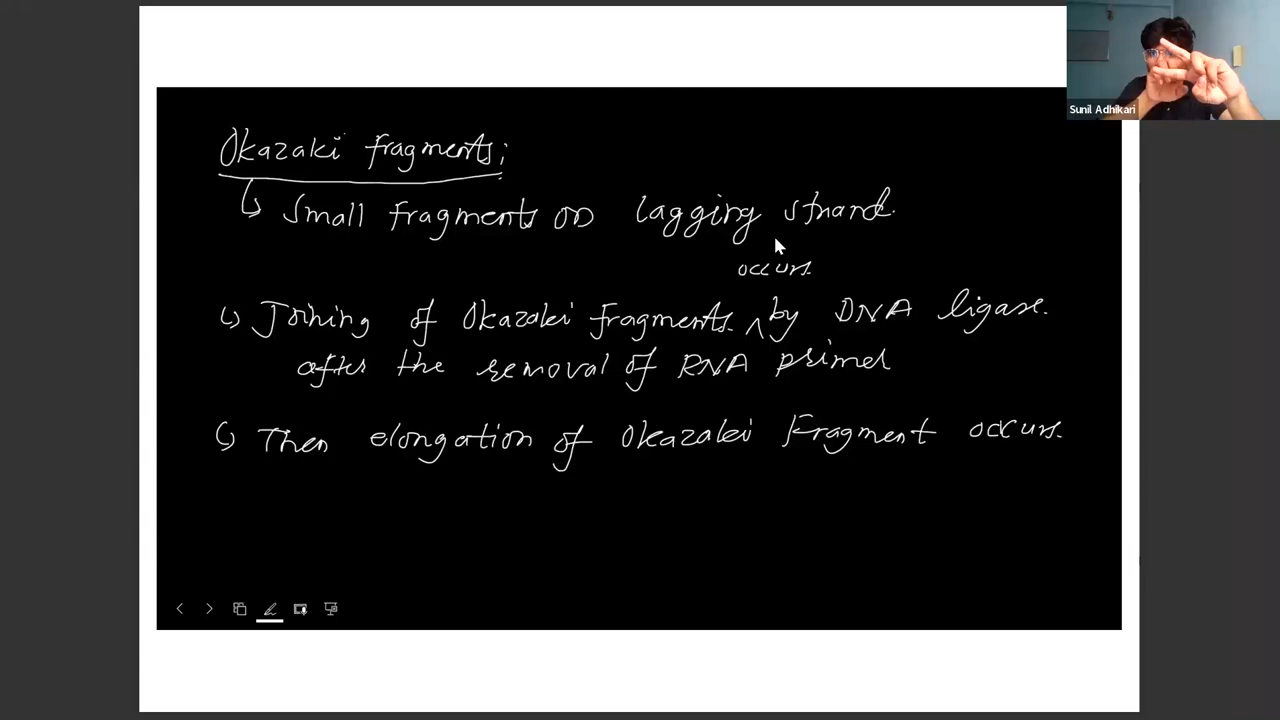 Sunil Adhikari
Okazaki fragments:
↳ Small fragments on lagging strand.
occurs.
↳ Joining of Okazaki fragments. ^ by DNA ligase.
after the removal of RNA primer
↳ Then elongation of Okazaki Fragment occurs.